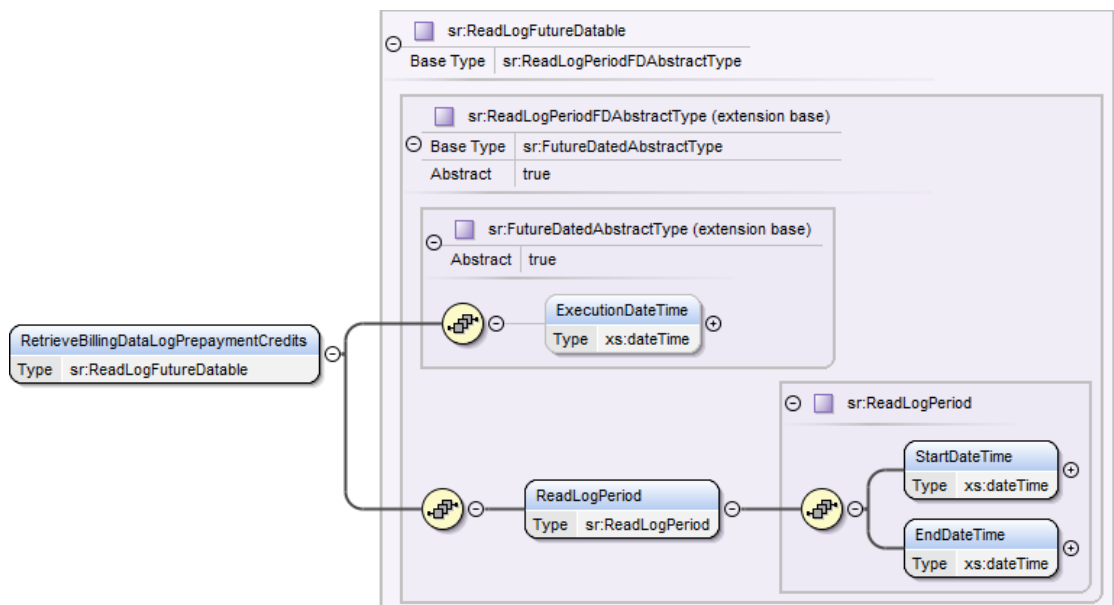 sr:ReadLogFutureDatable
Base Type sr:ReadLogPeriodFDAbstractType
sr:ReadLogPeriodFDAbstractType (extension base)
Base Type sr:FutureDatedAbstractType
Abstract true
sr:FutureDatedAbstractType (extension base)
Abstract true
ExecutionDateTime
Type xs:dateTime
RetrieveBillingDataLogPrepaymentCredits
Type sr:ReadLogFutureDatable
sr:ReadLogPeriod
StartDateTime
Type xs:dateTime
ReadLogPeriod
Type sr:ReadLogPeriod
EndDateTime
Type xs:dateTime